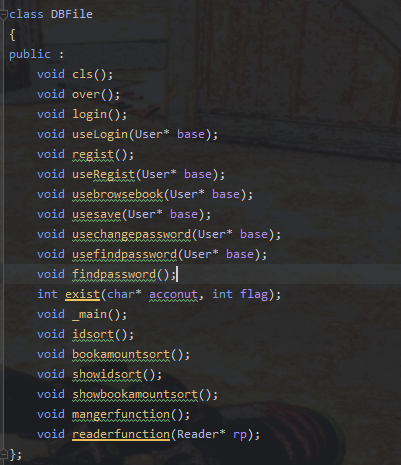 class DBFile
{
public :
void cls();
void over();
void login();
void useLogin(User* base);
void regist();
void useRegist(User* base);
void usebrowsebook(User* base);
void usesave(User* base);
void usechangepassword(User* base);
void usefindpassword(User* base);
void findpassword();
int exist(char* acconut, int flag);
void _main();
void idsort();
void bookamountsort();
void showidsort();
void showbookamountsort();
void mangerfunction();
void readerfunction(Reader* rp);
};